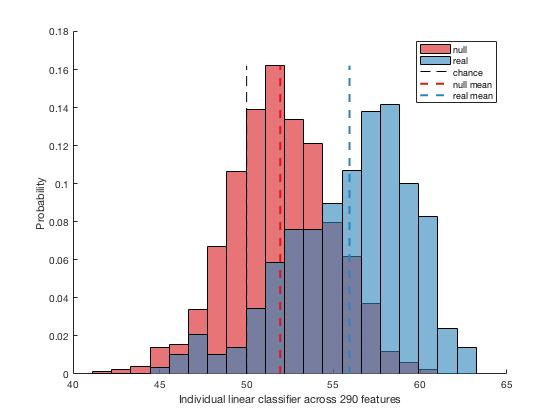 0.18
0.16
0.14
0.12
0.1
0.08
0.06
0.04
0.02
0
Probability
40
45
50
55
60
65
Individual linear classifier across 290 features
null
real
chance
null mean
real mean